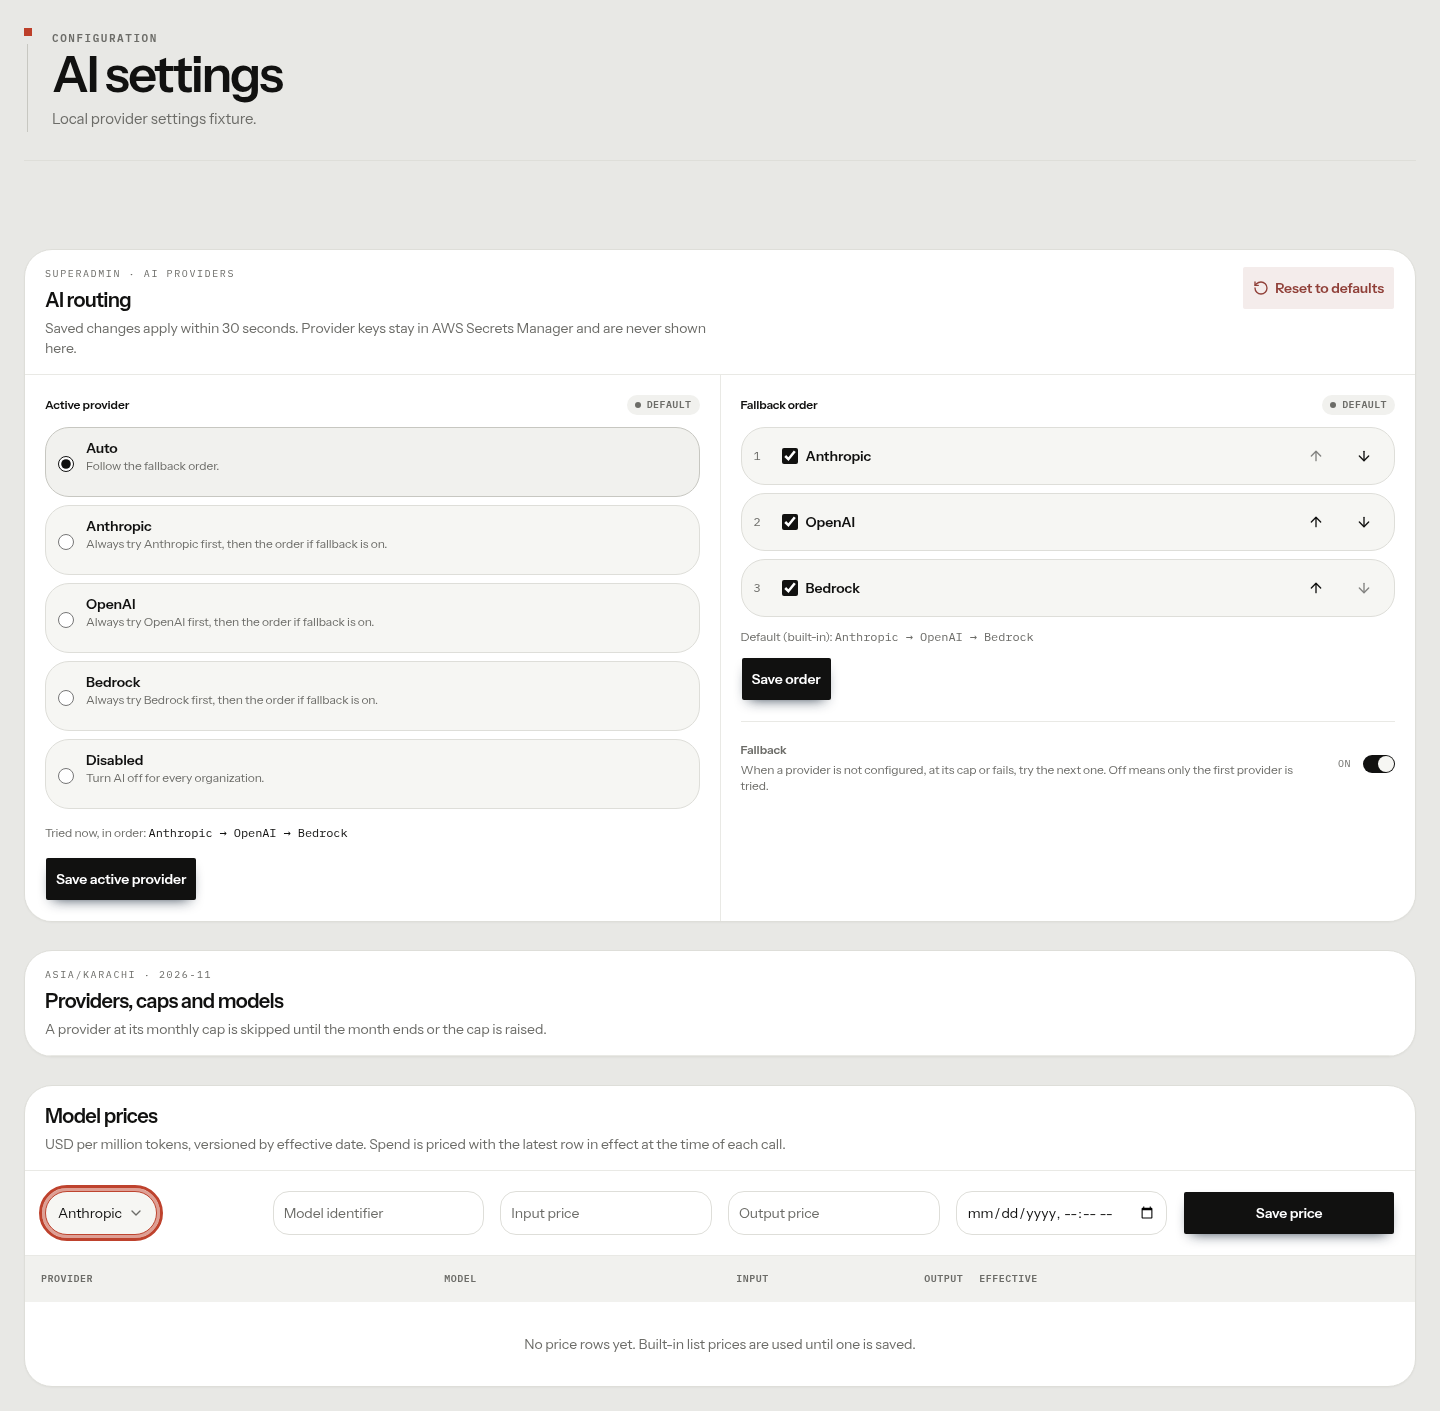 CONFIGURATION
AI settings
Local provider settings fixture.
SUPERADMIN · AI PROVIDERS
AI routing
Saved changes apply within 30 seconds. Provider keys stay in AWS Secrets Manager and are never shown
here.
Reset to defaults
Active provider
DEFAULT
Auto
Follow the fallback order.
Anthropic
Always try Anthropic first, then the order if fallback is on.
OpenAI
Always try OpenAI first, then the order if fallback is on.
Bedrock
Always try Bedrock first, then the order if fallback is on.
Disabled
Turn AI off for every organization.
Tried now, in order: Anthropic → OpenAI → Bedrock
Save active provider
Fallback order
DEFAULT
1 Anthropic
2 OpenAI
3 Bedrock
Default (built-in): Anthropic → OpenAI → Bedrock
Save order
Fallback
When a provider is not configured, at its cap or fails, try the next one. Off means only the first provider is
tried.
ON
ASIA/KARACHI · 2026-11
Providers, caps and models
A provider at its monthly cap is skipped until the month ends or the cap is raised.
Model prices
USD per million tokens, versioned by effective date. Spend is priced with the latest row in effect at the time of each call.
Anthropic
Model identifier
Input price
Output price
mm/dd/yyyy, --:-- --
Save price
PROVIDER MODEL INPUT OUTPUT EFFECTIVE
No price rows yet. Built-in list prices are used until one is saved.